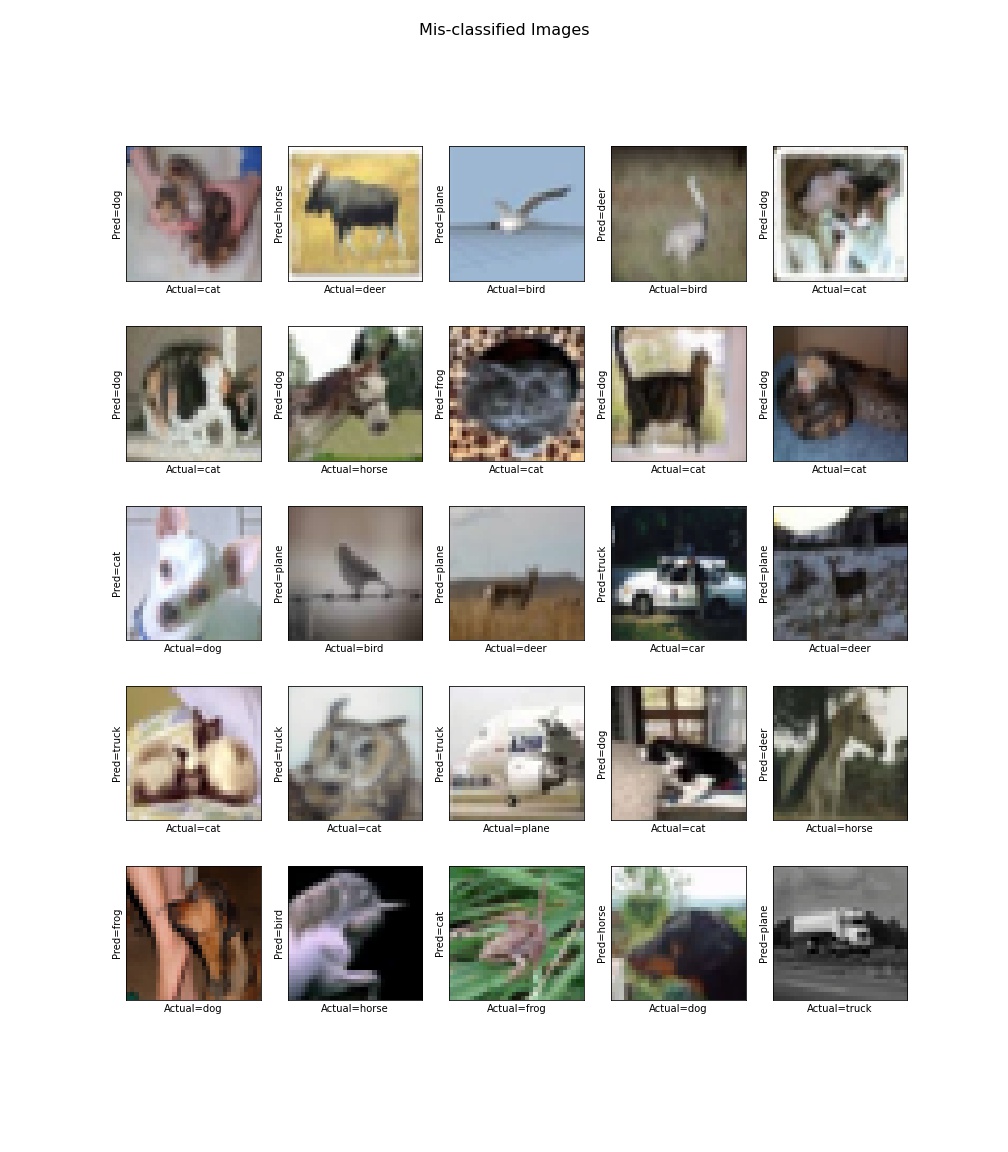 Mis-classified Images
Pred=dog
Actual=cat
Pred=horse
Actual=deer
Pred=plane
Actual=bird
Pred=deer
Actual=bird
Pred=dog
Actual=cat
Pred=dog
Actual=cat
Pred=dog
Actual=horse
Pred=frog
Actual=cat
Pred=dog
Actual=cat
Pred=dog
Actual=cat
Pred=cat
Actual=dog
Pred=plane
Actual=bird
Pred=plane
Actual=deer
Pred=truck
Actual=car
Pred=plane
Actual=deer
Pred=truck
Actual=cat
Pred=truck
Actual=cat
Pred=truck
Actual=plane
Pred=dog
Actual=cat
Pred=deer
Actual=horse
Pred=frog
Actual=dog
Pred=bird
Actual=horse
Pred=cat
Actual=frog
Pred=horse
Actual=dog
Pred=plane
Actual=truck